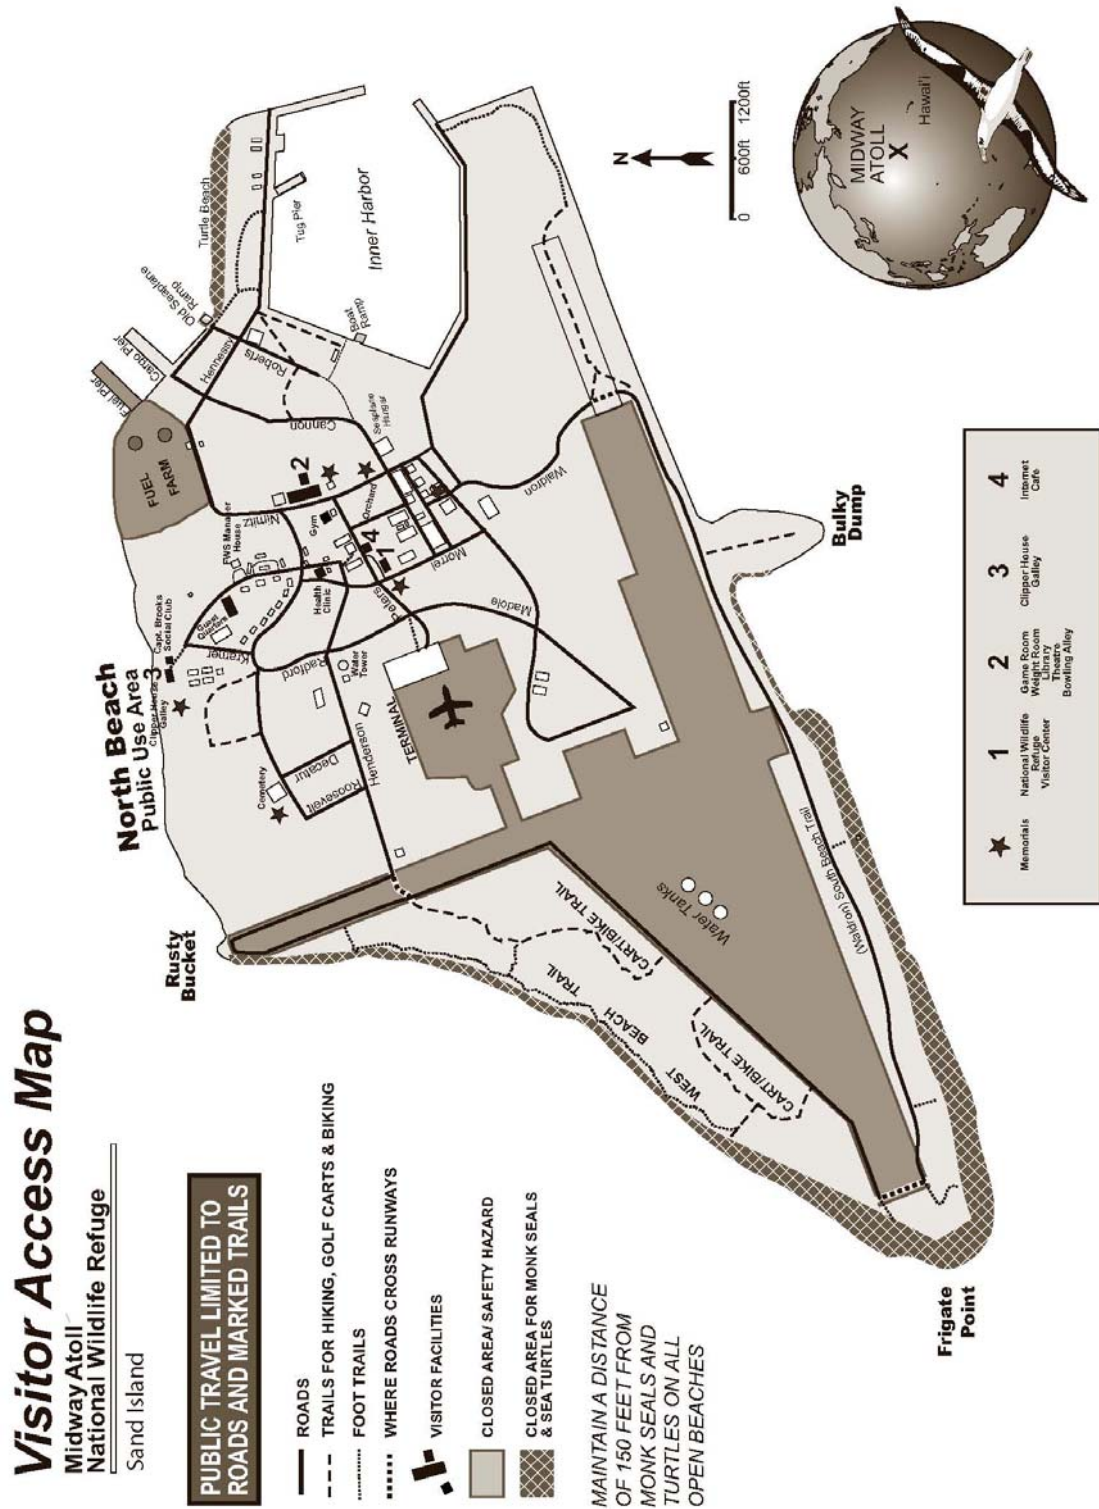 Visitor Access Map
Midway Atoll
National Wildlife Refuge
Sand Island
PUBLIC TRAVEL LIMITED TO
ROADS AND MARKED TRAILS
ROADS
TRAILS FOR HIKING, GOLF CARTS & BIKING
FOOT TRAILS
WHERE ROADS CROSS RUNWAYS
VISITOR FACILITIES
CLOSED AREA/ SAFETY HAZARD
CLOSED AREA FOR MONK SEALS
& SEA TURTLES
MAINTAIN A DISTANCE
OF 150 FEET FROM
MONK SEALS AND
TURTLES ON ALL
OPEN BEACHES
Rusty
Bucket
North Beach
Public Use Area
Clipper House
Galley
3
Capt. Brooks
Social Club
Kramer
Guest
Quarters
FWS Manager
House
FUEL
FARM
Fuel Pier
Cargo Pier
Old Seaplane
Ramp
Turtle Beach
Hennessy
Roberts
Tug Pier
Inner Harbor
Boat
Ramp
Cannon
Seaplane
Hangar
Nimitz
2
Gym
Orchard
Health
Clinic
4
1
Peters
Morrel
Madole
Waldron
Radford
Water
Tower
Cemetery
Decatur
Roosevelt
Henderson
TERMINAL
CART/BIKE TRAIL
CART/BIKE TRAIL
WEST
BEACH
TRAIL
Water Tanks
(Waldron) South Beach Trail
Bulky
Dump
Frigate
Point
N
0 600ft 1200ft
MIDWAY
ATOLL
X
Hawai'i
Memorials
1
National Wildlife
Refuge
Visitor Center
2
Game Room
Weight Room
Library
Theatre
Bowling Alley
3
Clipper House
Galley
4
Internet
Cafe